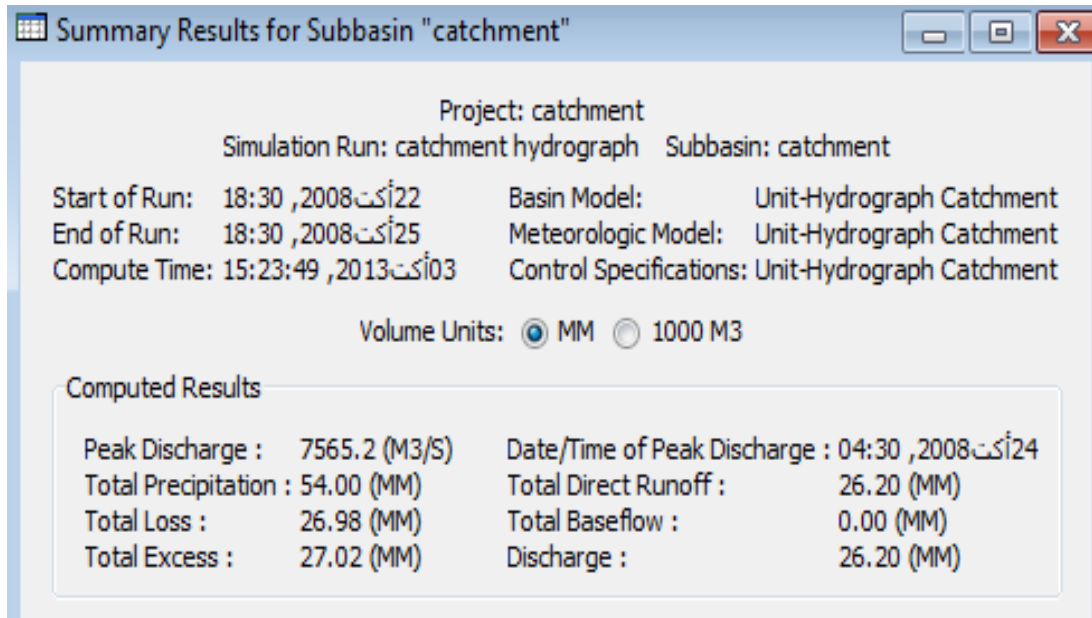 Summary Results for Subbasin "catchment"
Project: catchment
Simulation Run: catchment hydrograph Subbasin: catchment
Start of Run: 22أكت2008, 18:30 Basin Model: Unit-Hydrograph Catchment
End of Run: 25أكت2008, 18:30 Meteorologic Model: Unit-Hydrograph Catchment
Compute Time: 03أكت2013, 15:23:49 Control Specifications: Unit-Hydrograph Catchment
Volume Units: MM 1000 M3
Computed Results
Peak Discharge : 7565.2 (M3/S) Date/Time of Peak Discharge : 24أكت2008, 04:30
Total Precipitation : 54.00 (MM) Total Direct Runoff : 26.20 (MM)
Total Loss : 26.98 (MM) Total Baseflow : 0.00 (MM)
Total Excess : 27.02 (MM) Discharge : 26.20 (MM)